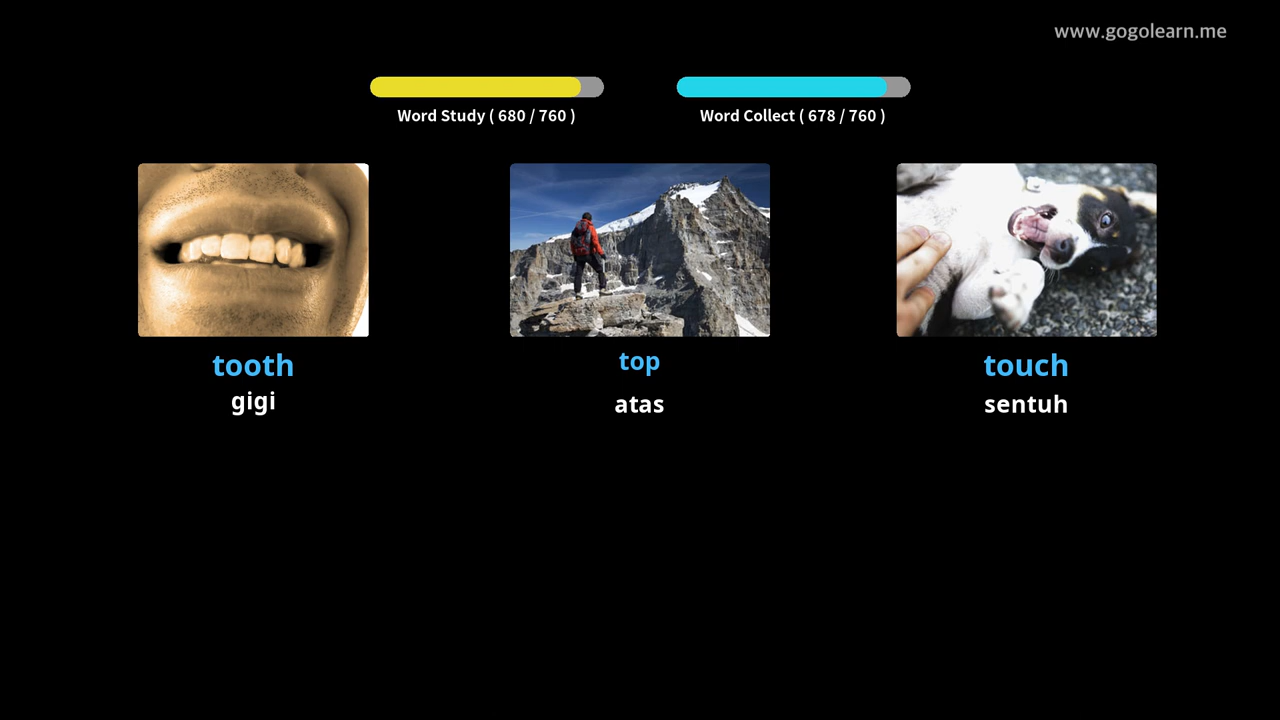 www.gogolearn.me
Word Study ( 680 / 760 )
Word Collect ( 678 / 760 )
tooth
gigi
top
atas
touch
sentuh